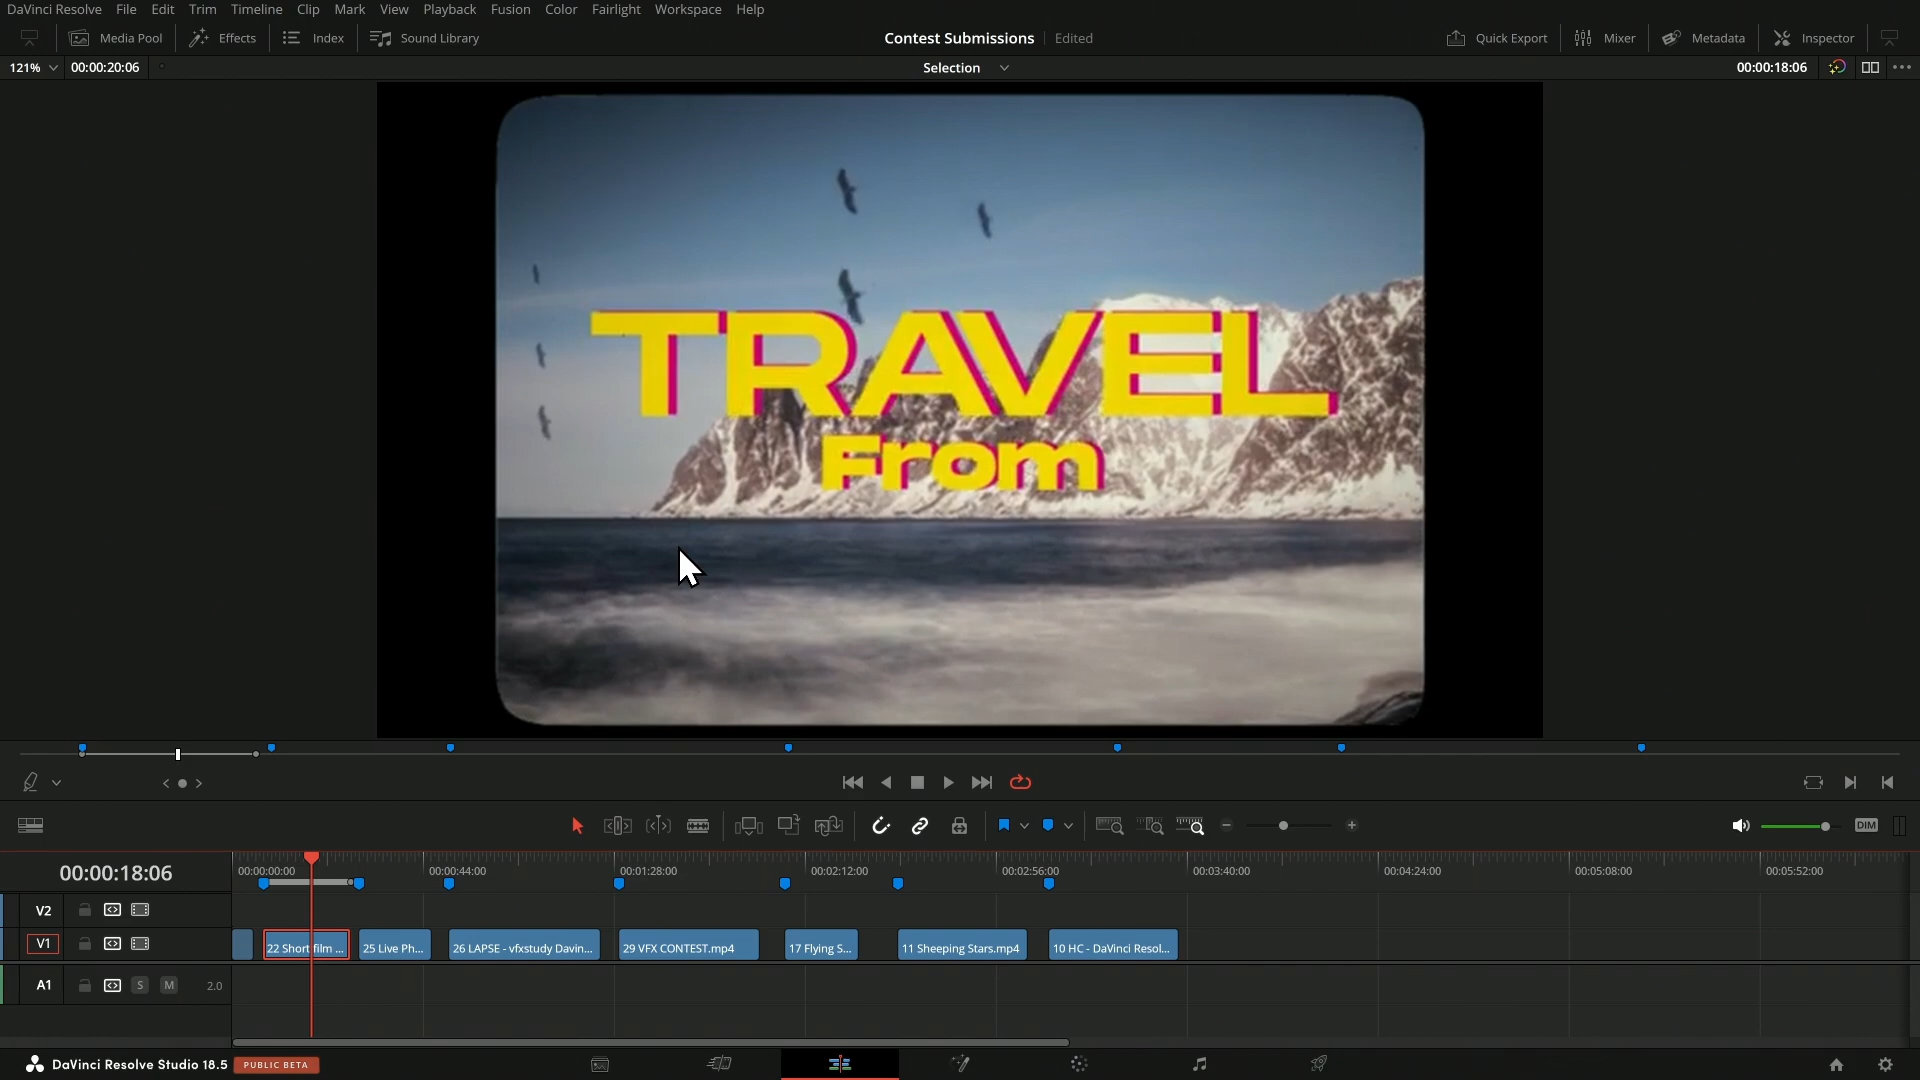 DaVinci Resolve File Edit Trim Timeline Clip Mark View Playback Fusion Color Fairlight Workspace Help
Media Pool Effects Index Sound Library Contest Submissions Edited Quick Export Mixer Metadata Inspector
121% 00:00:20:06 Selection 00:00:18:06
TRAVEL
From
DIM
00:00:18:06 00:00:00:00 00:00:44:00 00:01:28:00 00:02:12:00 00:02:56:00 00:03:40:00 00:04:24:00 00:05:08:00 00:05:52:00
V2
V1 22 Short film ... 25 Live Ph... 26 LAPSE - vfxstudy Davin... 29 VFX CONTEST.mp4 17 Flying S... 11 Sheeping Stars.mp4 10 HC - DaVinci Resol...
A1 S M 2.0
DaVinci Resolve Studio 18.5 PUBLIC BETA